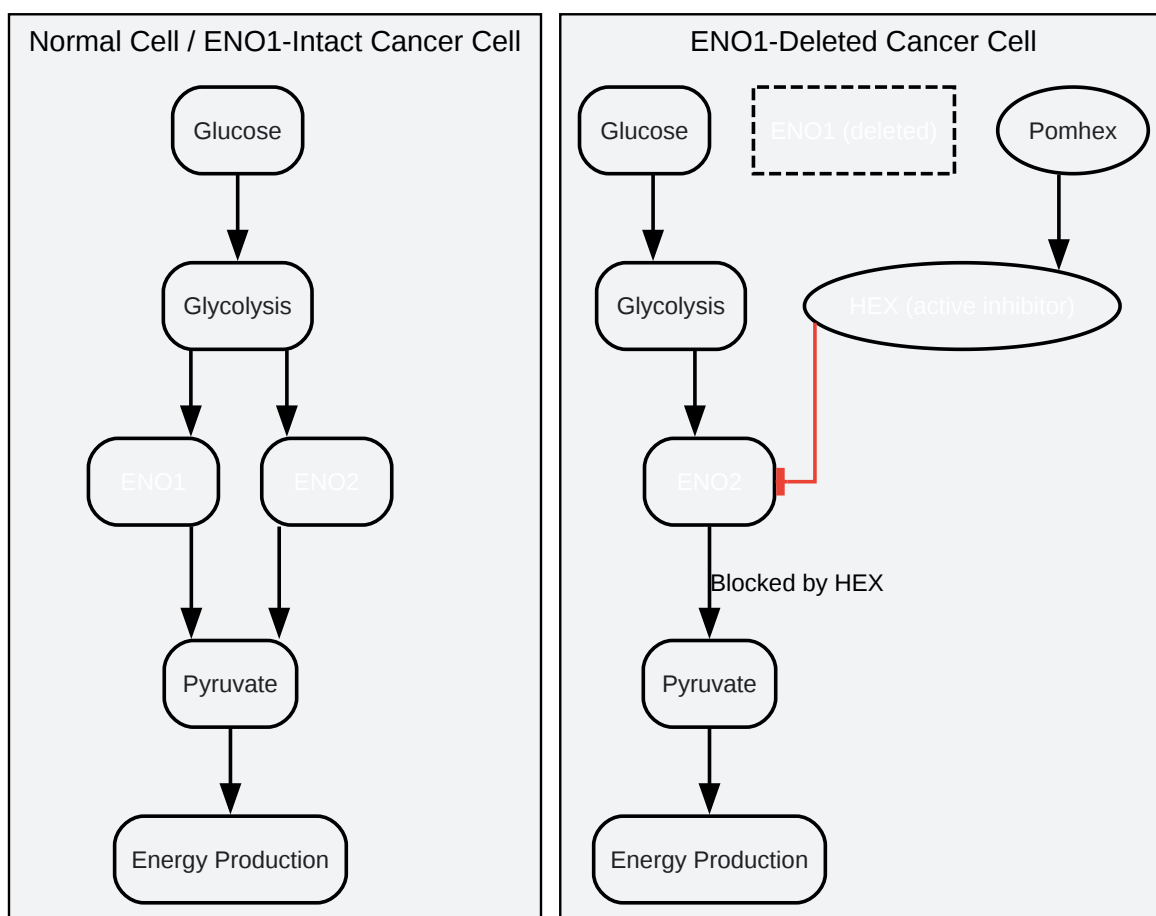 Normal Cell / ENO1-Intact Cancer Cell
Glucose
Glycolysis
ENO1
ENO2
Pyruvate
Energy Production
ENO1-Deleted Cancer Cell
Glucose
ENO1 (deleted)
Pomhex
Glycolysis
HEX (active inhibitor)
ENO2
Blocked by HEX
Pyruvate
Energy Production